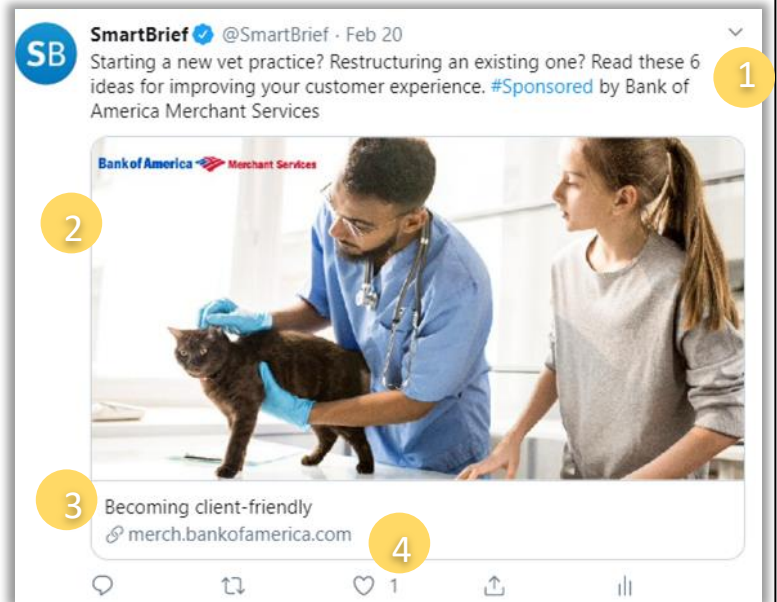 SB
SmartBrief @SmartBrief · Feb 20
Starting a new vet practice? Restructuring an existing one? Read these 6
ideas for improving your customer experience. #Sponsored by Bank of
America Merchant Services
1
Bank of America Merchant Services
2
3
Becoming client-friendly
merch.bankofamerica.com
4
1